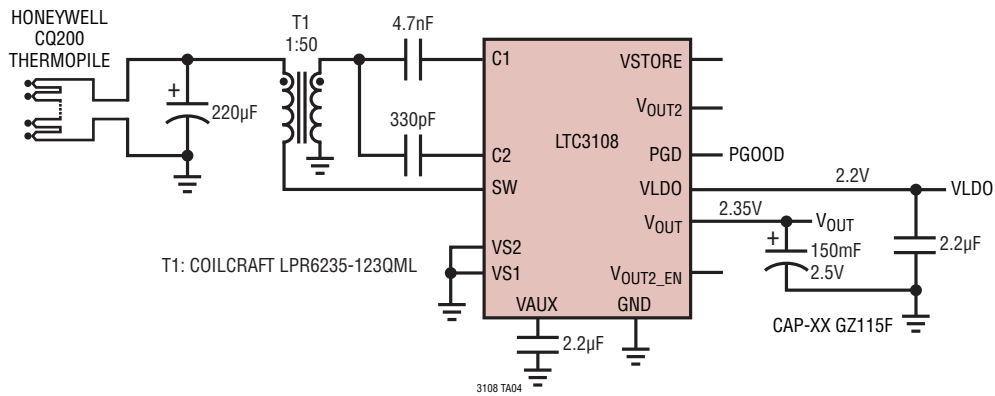 HONEYWELL
CQ200
THERMOPILE
+
220µF
T1
1:50
4.7nF
330pF
C1
C2
SW
VS2
VS1
VAUX
GND
LTC3108
VSTORE
VOUT2
PGD
VLDO
VOUT
VOUT2_EN
PGOOD
2.2V
VLDO
2.35V
VOUT
+
150mF
2.5V
2.2µF
CAP-XX GZ115F
T1: COILCRAFT LPR6235-123QML
2.2µF
3108 TA04